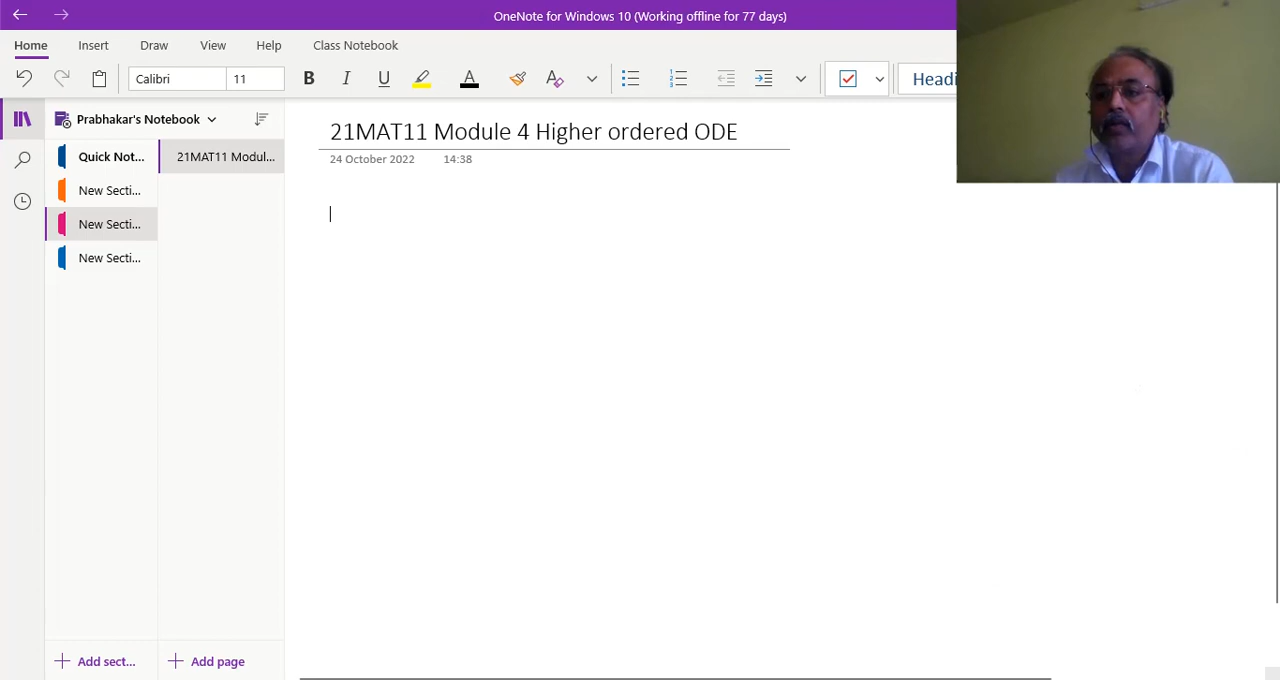 OneNote for Windows 10 (Working offline for 77 days)
Home Insert Draw View Help Class Notebook
Calibri 11 B I U A A Headi
Prabhakar's Notebook
Quick Not...
New Secti...
New Secti...
New Secti...
21MAT11 Modul...
21MAT11 Module 4 Higher ordered ODE
24 October 2022 14:38
Add sect... Add page